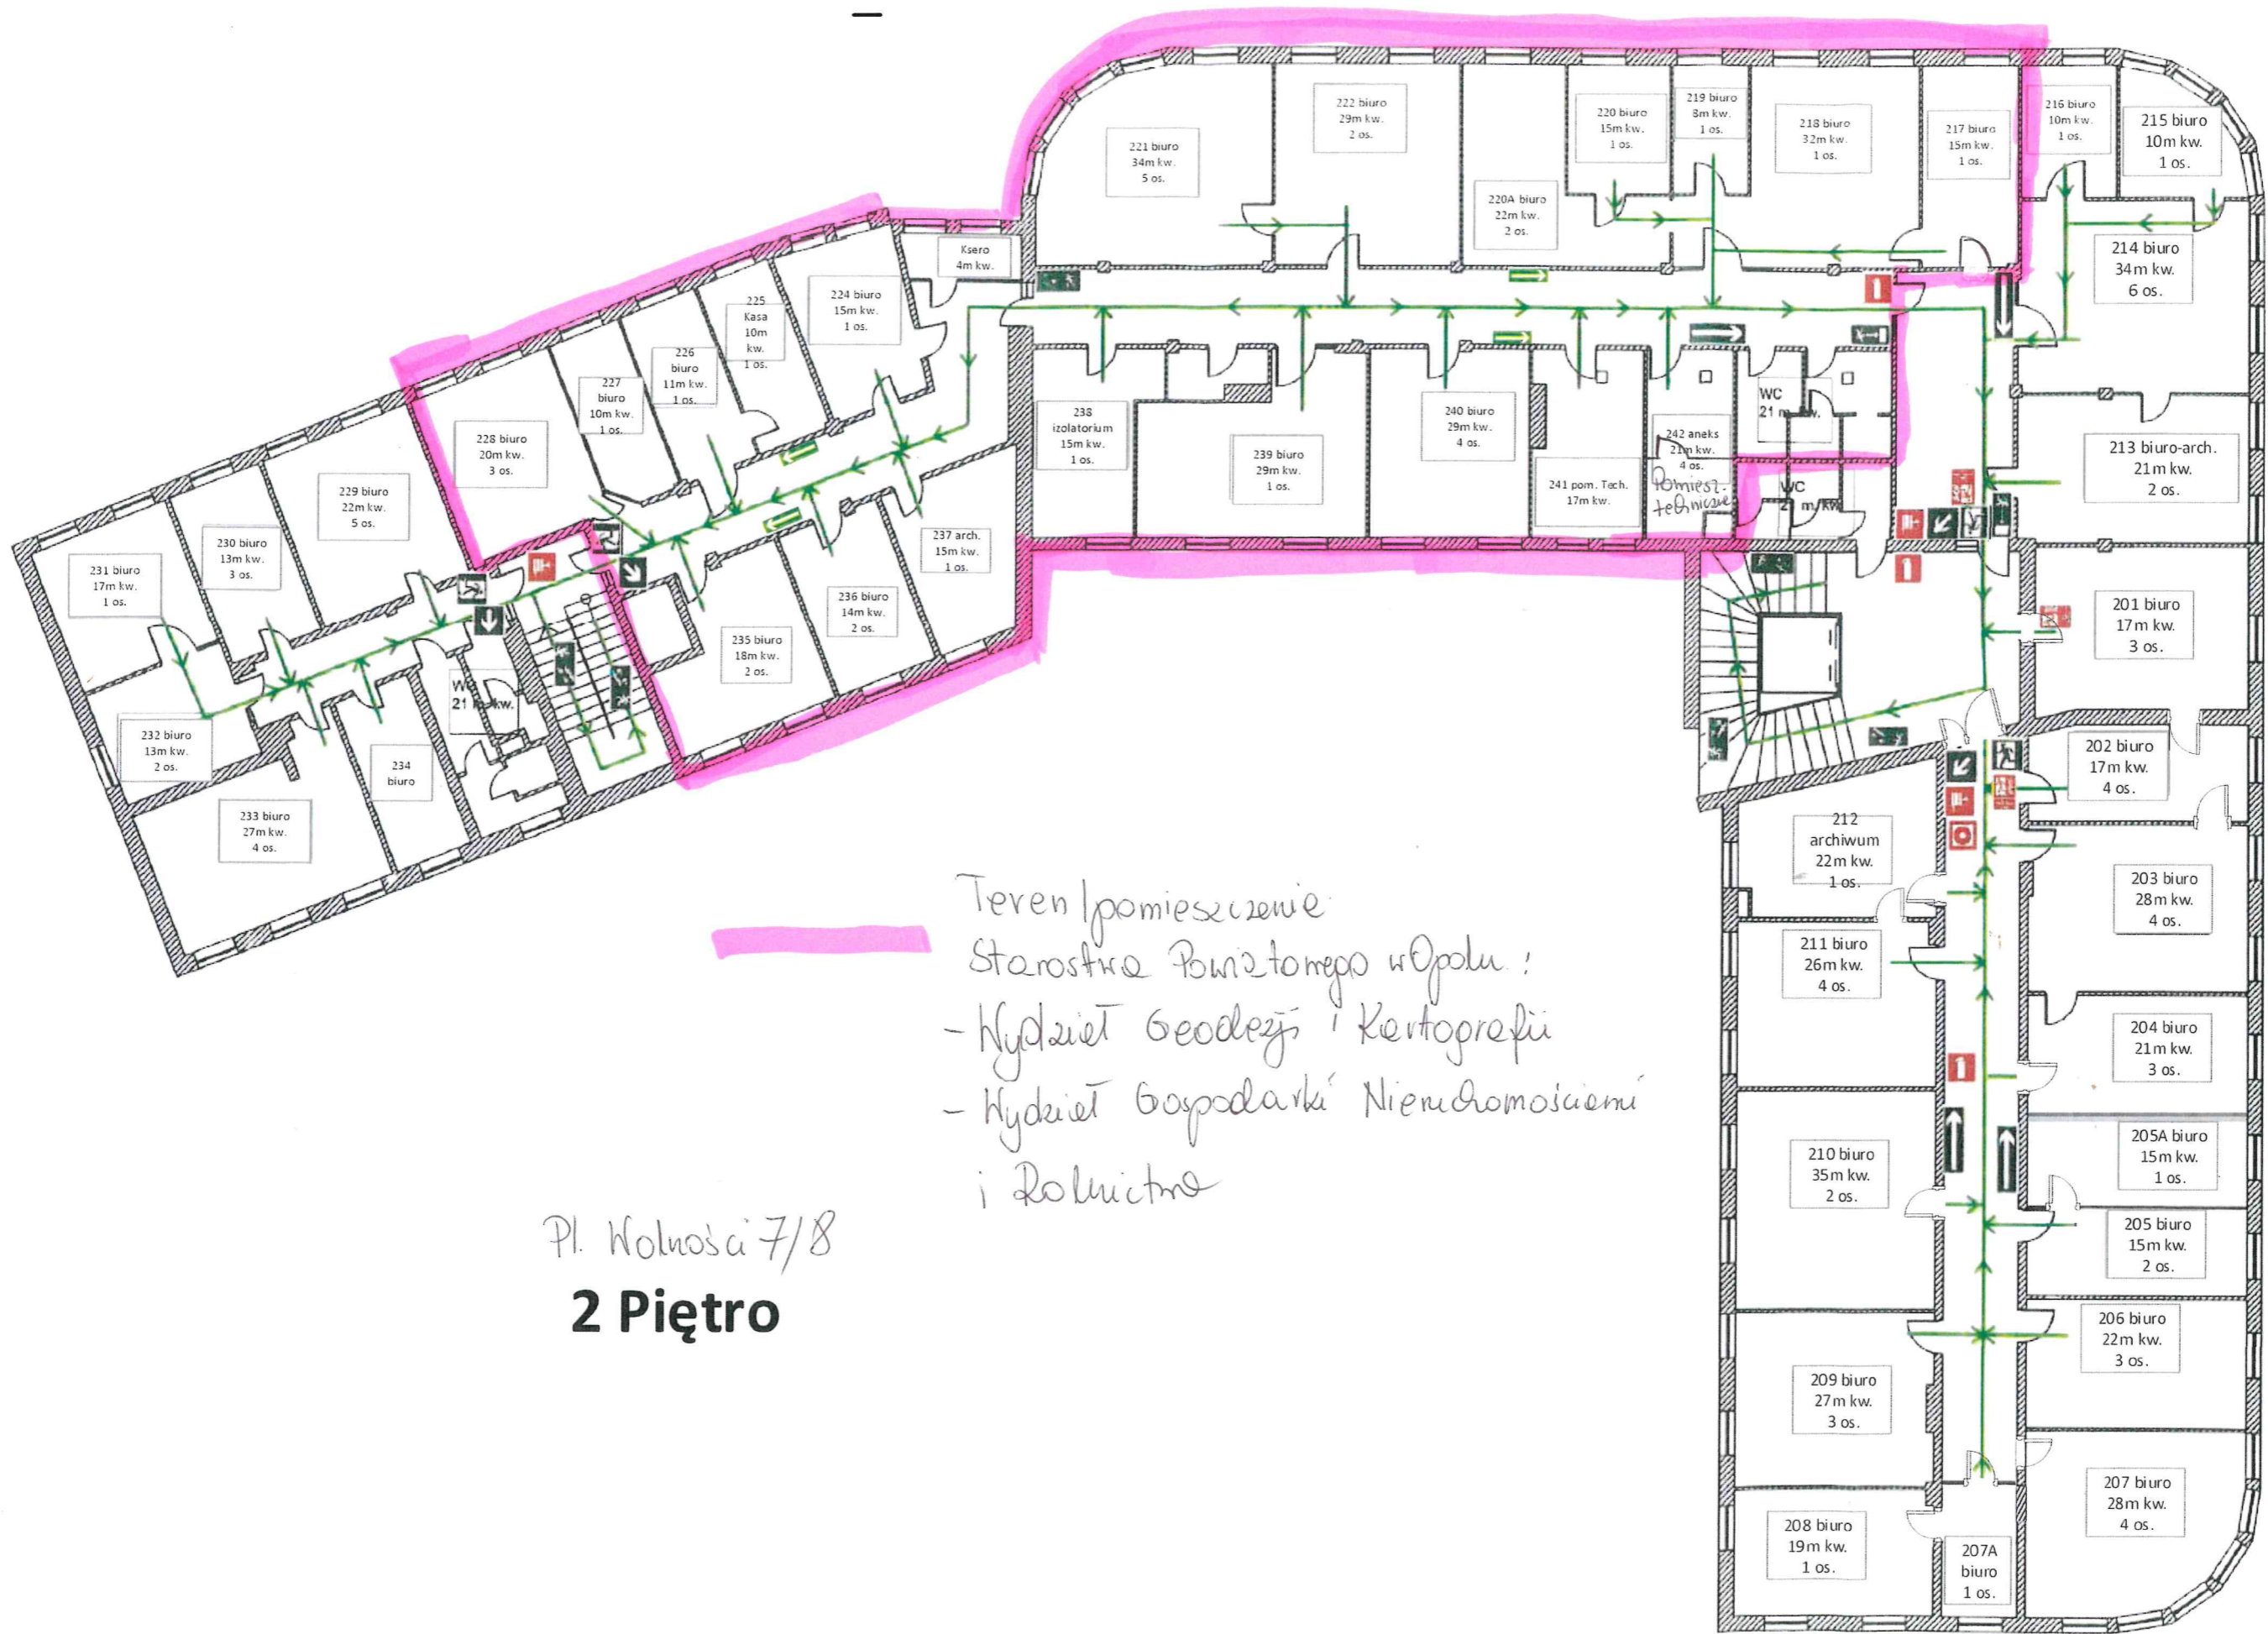 222 biuro
29m kw.
2 os.
220 biuro
15m kw.
1 os.
219 biuro
8m kw.
1 os.
218 biuro
32m kw.
1 os.
217 biuro
15m kw.
1 os.
216 biuro
10m kw.
1 os.
215 biuro
10m kw.
1 os.
221 biuro
34m kw.
5 os.
220A biuro
22m kw.
2 os.
214 biuro
34m kw.
6 os.
Ksero
4m kw.
224 biuro
15m kw.
1 os.
225
Kasa
10m
kw.
1 os.
226
biuro
11m kw.
1 os.
227
biuro
10m kw.
1 os.
228 biuro
20m kw.
3 os.
229 biuro
22m kw.
5 os.
230 biuro
13m kw.
3 os.
231 biuro
17m kw.
1 os.
232 biuro
13m kw.
2 os.
233 biuro
27m kw.
4 os.
234
biuro
WC
21 m kw.
235 biuro
18m kw.
2 os.
236 biuro
14m kw.
2 os.
237 arch.
15m kw.
1 os.
238
izolatorium
15m kw.
1 os.
239 biuro
29m kw.
1 os.
240 biuro
29m kw.
4 os.
241 pom. Tech.
17m kw.
242 aneks
21m kw.
4 os.
Pomiesz.
techniczne
WC
21 m kw.
WC
21 m kw.
213 biuro-arch.
21m kw.
2 os.
201 biuro
17m kw.
3 os.
202 biuro
17m kw.
4 os.
203 biuro
28m kw.
4 os.
204 biuro
21m kw.
3 os.
205A biuro
15m kw.
1 os.
205 biuro
15m kw.
2 os.
206 biuro
22m kw.
3 os.
207 biuro
28m kw.
4 os.
207A
biuro
1 os.
208 biuro
19m kw.
1 os.
209 biuro
27m kw.
3 os.
210 biuro
35m kw.
2 os.
211 biuro
26m kw.
4 os.
212
archiwum
22m kw.
1 os.
Teren/pomieszczenie
Starostwa Powiatowego w Opolu:
- Wydział Geodezji i Kartografii
- Wydział Gospodarki Nieruchomościami
i Rolnictwa
Pl. Wolności 7/8
2 Piętro